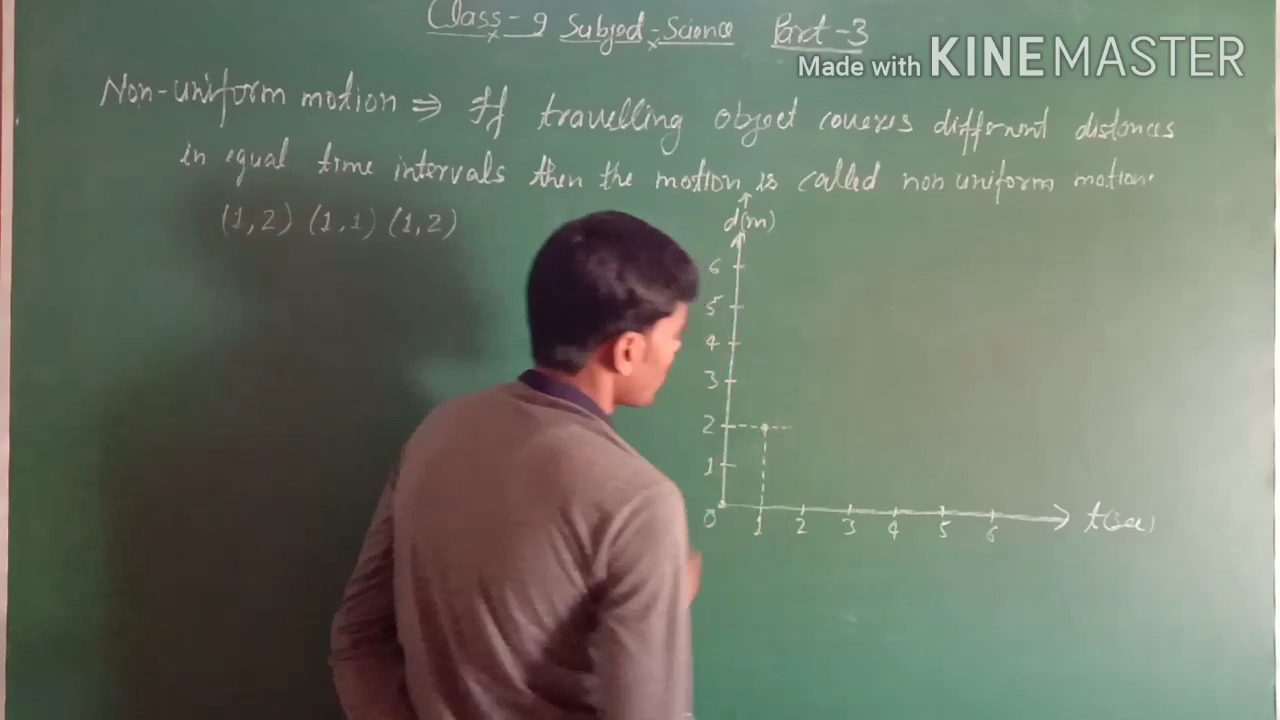 Class-9 Subject-Science Part-3
Made with KINEMASTER
Non-uniform motion ⇒ If travelling object coveres different distances
in equal time intervals then the motion is called non uniform motion.
(1,2) (1,1) (1,2)
d(m)
6
5
4
3
2
1
0 1 2 3 4 5 6 t(sec)